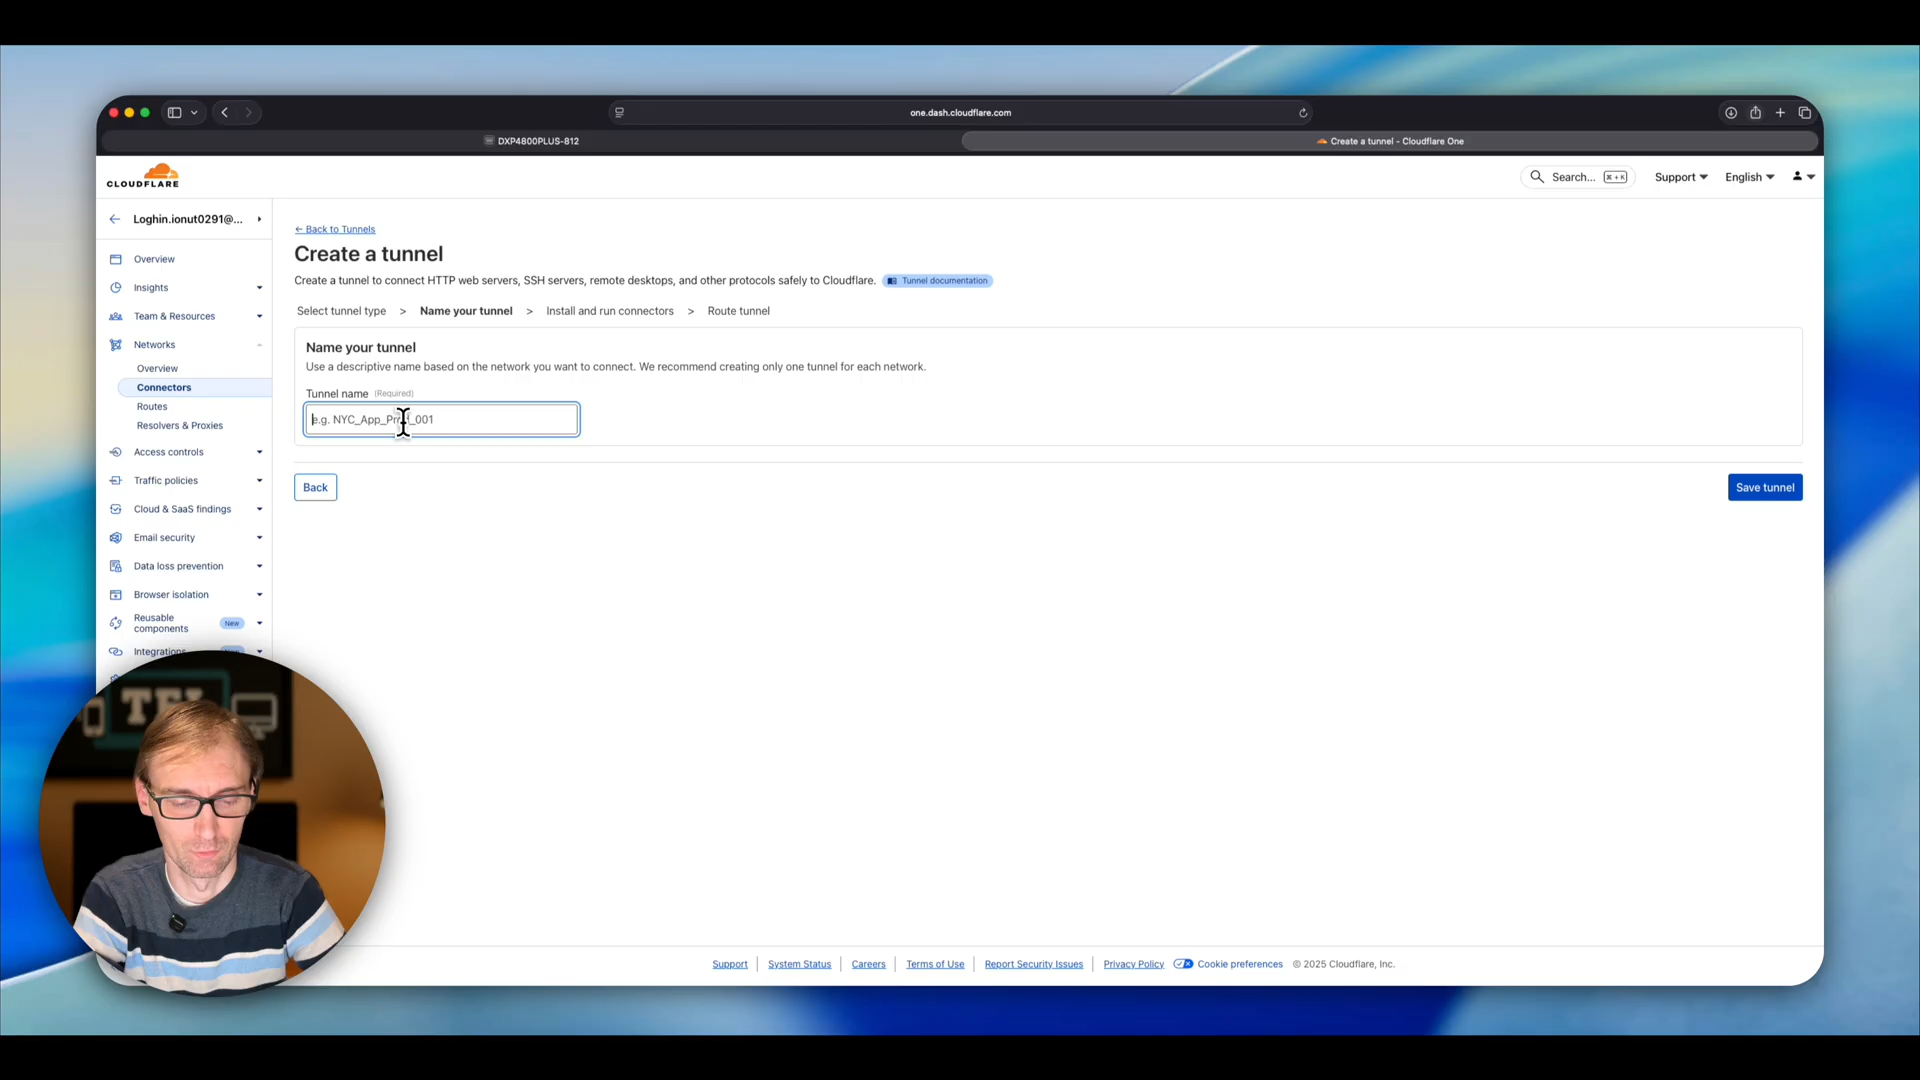 one.dash.cloudflare.com
DXP4800PLUS-812
Create a tunnel - Cloudflare One
CLOUDFLARE
Search... ⌘+K
Support
English
Loghin.ionut0291@...
Overview
Insights
Team & Resources
Networks
Overview
Connectors
Routes
Resolvers & Proxies
Access controls
Traffic policies
Cloud & SaaS findings
Email security
Data loss prevention
Browser isolation
Reusable components New
Integrations
← Back to Tunnels
Create a tunnel
Create a tunnel to connect HTTP web servers, SSH servers, remote desktops, and other protocols safely to Cloudflare. Tunnel documentation
Select tunnel type > Name your tunnel > Install and run connectors > Route tunnel
Name your tunnel
Use a descriptive name based on the network you want to connect. We recommend creating only one tunnel for each network.
Tunnel name (Required)
e.g.
Back
Save tunnel
Support | System Status | Careers | Terms of Use | Report Security Issues | Privacy Policy Cookie preferences © 2025 Cloudflare, Inc.